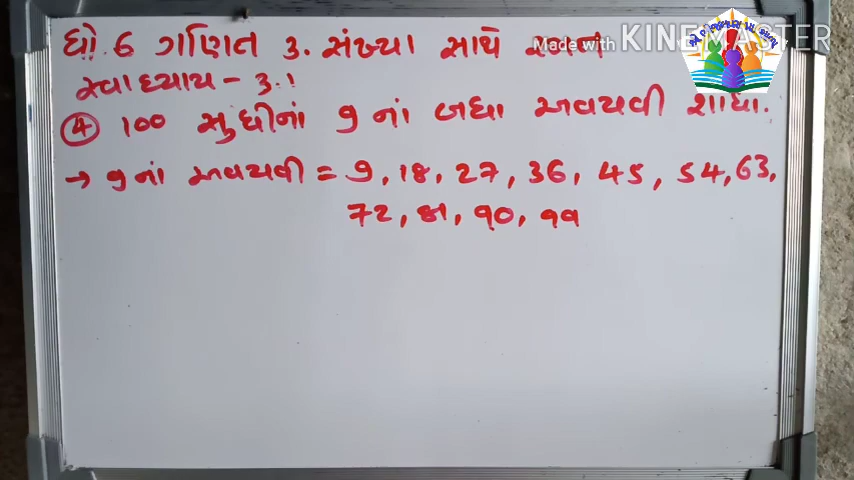 ધો. 6 ગણિત 3. સંખ્યા સાથે રમત
સ્વાધ્યાય - 3.1
④ 100 સુધીનાં 9 નાં બધા અવયવી શોધો.
→ 9 નાં અવયવી = 9, 18, 27, 36, 45, 54, 63,
72, 81, 90, 99
Made with KINEMASTER